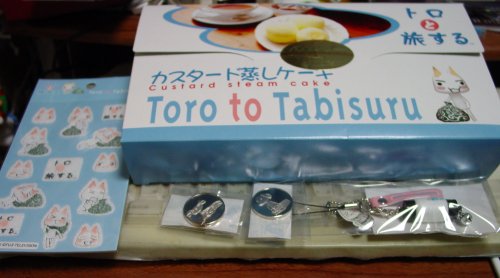 トロ
と
旅する
カスタード蒸しケーキ
Custard steam cake
Toro to Tabisuru
トロ
と
旅する